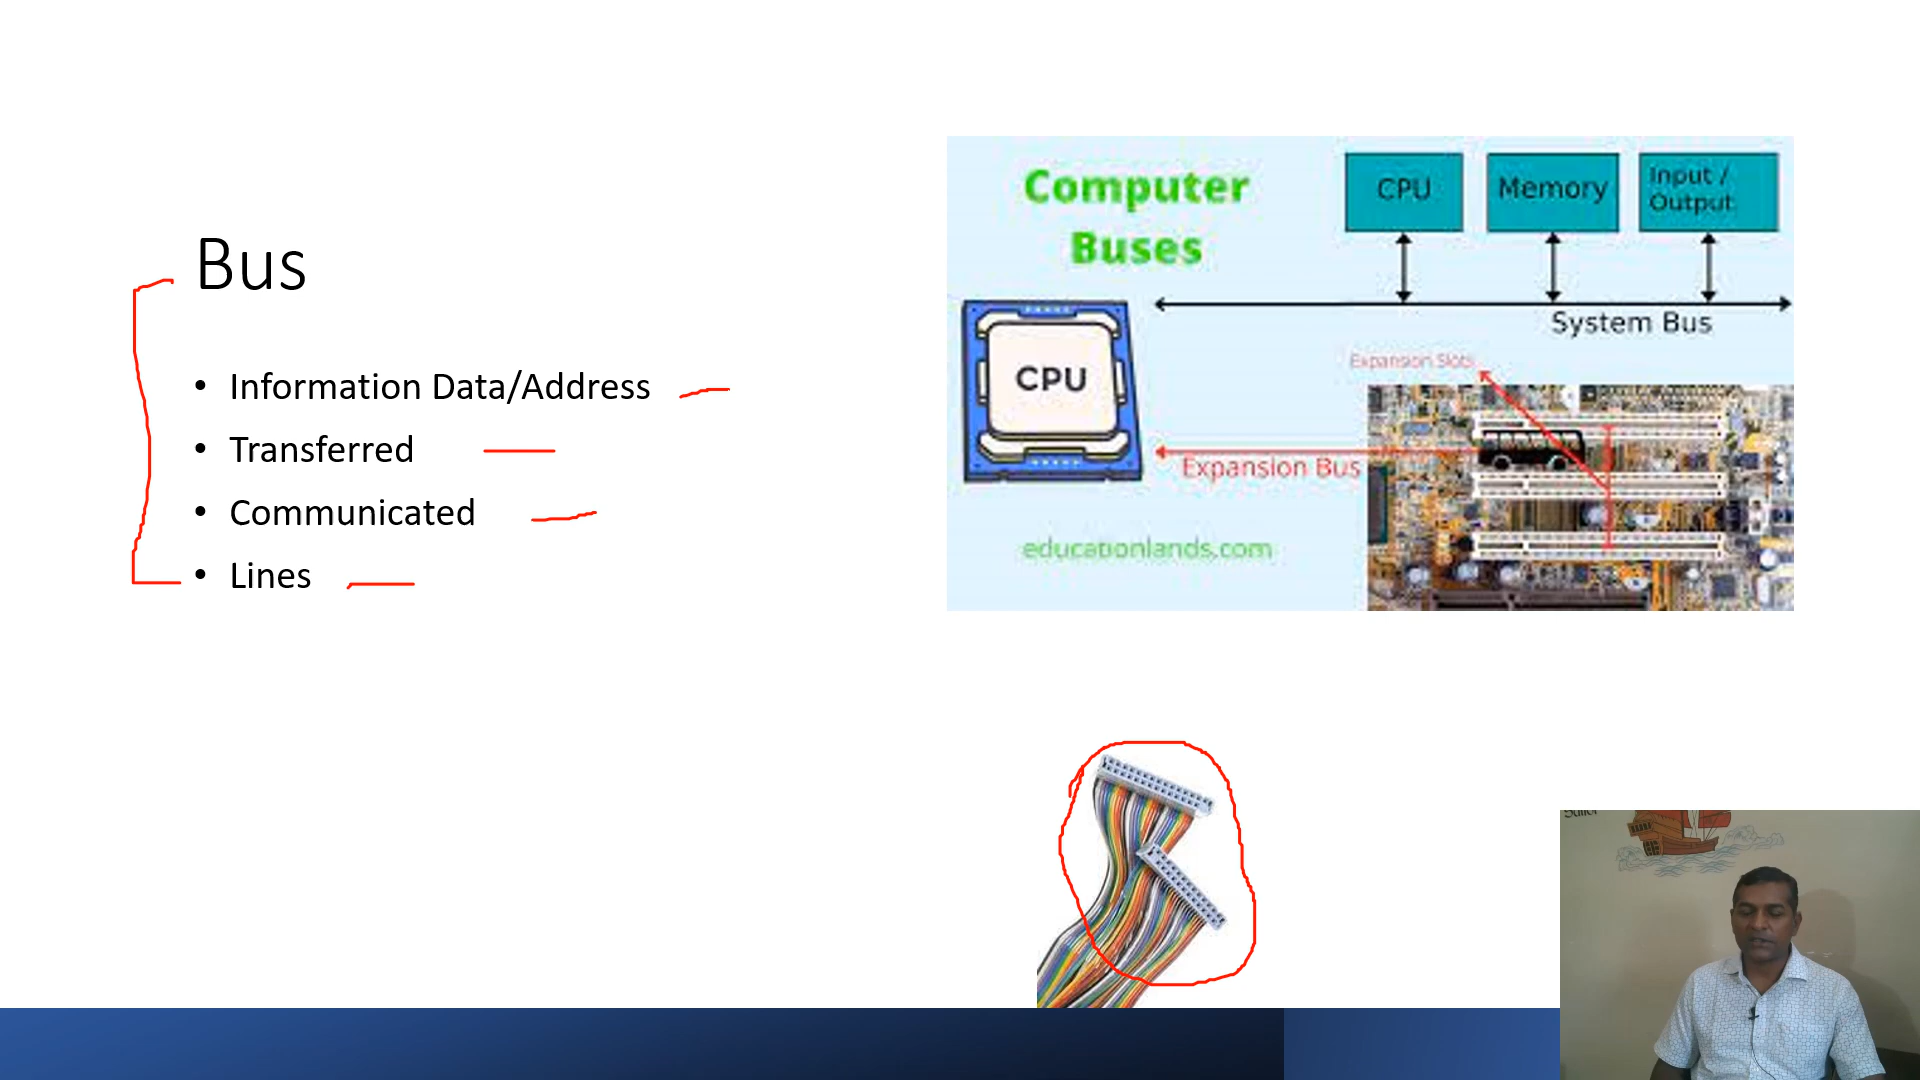 Bus
• Information Data/Address
• Transferred
• Communicated
• Lines
Computer
Buses
CPU
Memory
Input /
Output
System Bus
CPU
Expansion Slots
Expansion Bus
educationlands.com
Sailor